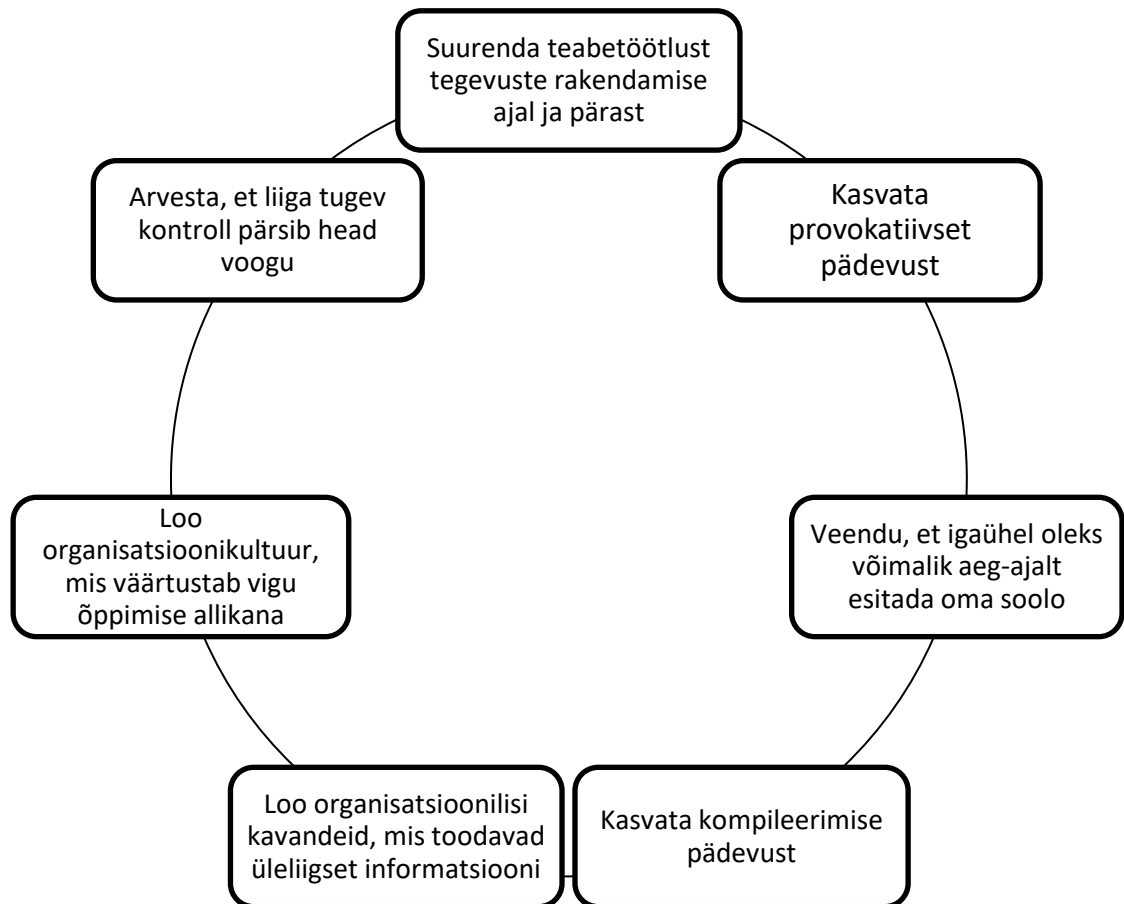 Suurenda teabetöötlust
tegevuste rakendamise
ajal ja pärast
Kasvata
provokatiivset
pädevust
Veendu, et igaühel oleks
võimalik aeg-ajalt
esitada oma soolo
Kasvata kompileerimise
pädevust
Loo organisatsioonilisi
kavandeid, mis toodavad
üleliigset informatsiooni
Loo
organisatsioonikultuur,
mis väärtustab vigu
õppimise allikana
Arvesta, et liiga tugev
kontroll pärsib head
voogu